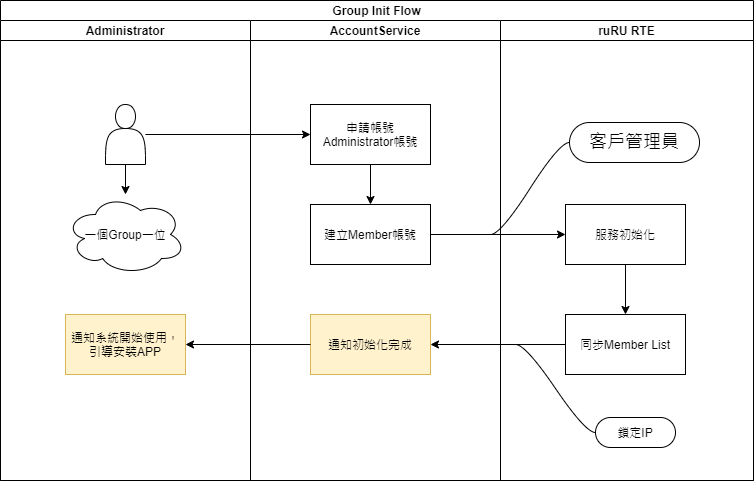 Group Init Flow
Administrator
AccountService
ruRU RTE
申請帳號
Administrator帳號
客戶管理員
一個Group一位
建立Member帳號
服務初始化
通知系統開始使用，
引導安裝APP
通知初始化完成
同步Member List
鎖定IP